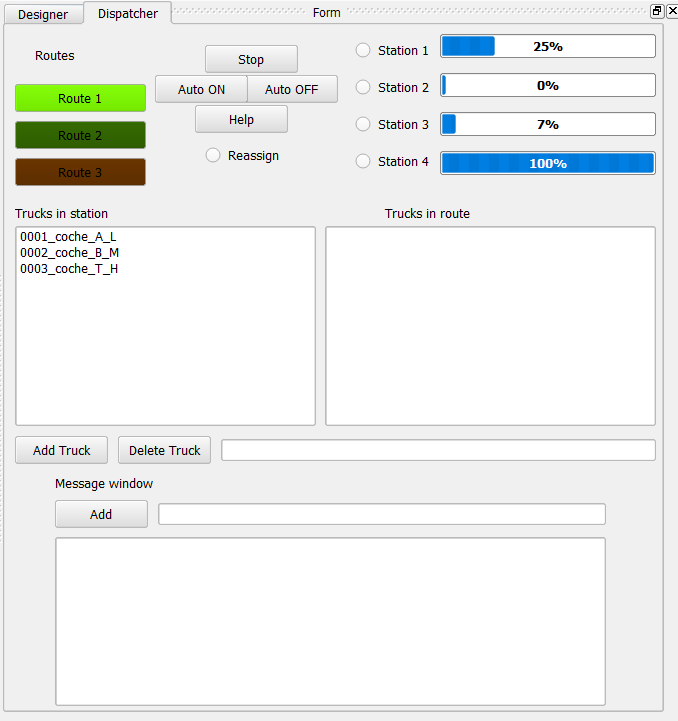 Designer
Dispatcher
Form
Routes
Route 1
Route 2
Route 3
Stop
Auto ON
Auto OFF
Help
Reassign
Station 1
25%
Station 2
0%
Station 3
7%
Station 4
100%
Trucks in station
Trucks in route
0001_coche_A_L
0002_coche_B_M
0003_coche_T_H
Add Truck
Delete Truck
Message window
Add